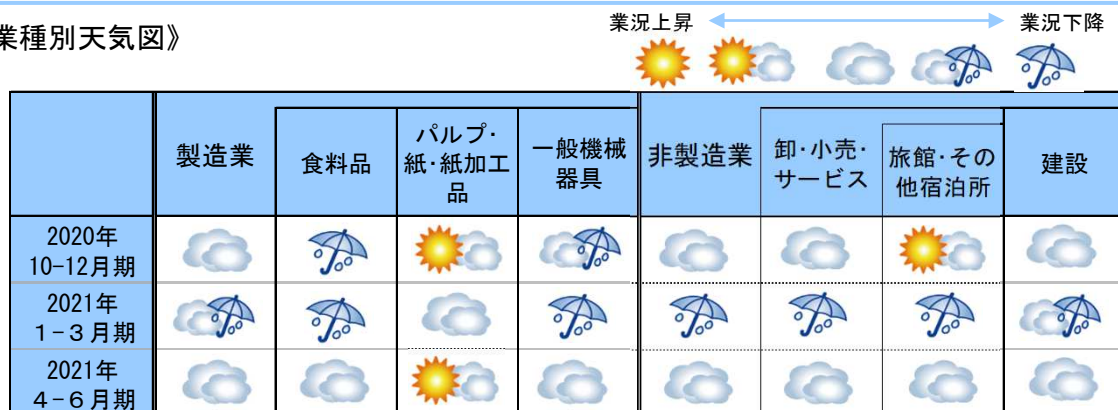 業種別天気図》
業況上昇
業況下降
製造業
食料品
パルプ・
紙・紙加工
品
一般機械
器具
非製造業
卸・小売・
サービス
旅館・その
他宿泊所
建設
2020年
10-12月期
2021年
1-3月期
2021年
4-6月期